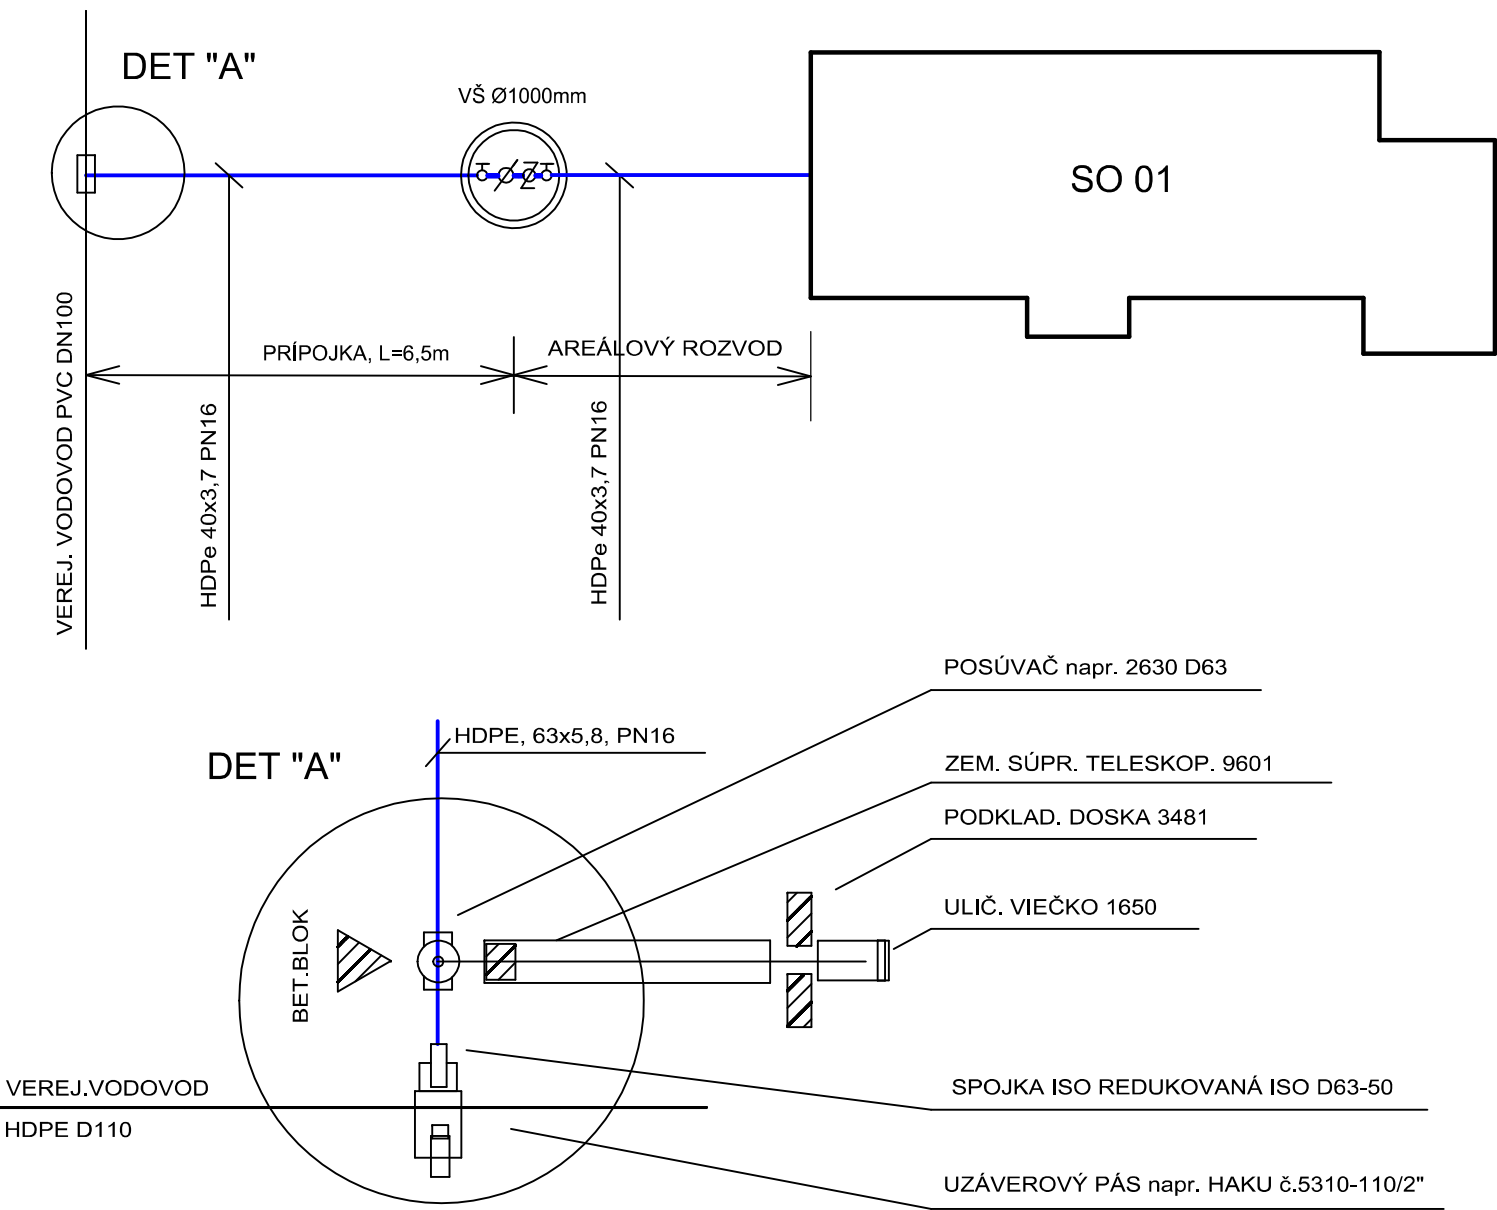 DET "A"
VŠ Ø1000mm
SO 01
VEREJ. VODOVOD PVC DN100
PRÍPOJKA, L=6,5m
AREÁLOVÝ ROZVOD
HDPe 40x3,7 PN16
HDPe 40x3,7 PN16
POSÚVAČ napr. 2630 D63
HDPE, 63x5,8, PN16
DET "A"
ZEM. SÚPR. TELESKOP. 9601
PODKLAD. DOSKA 3481
ULIČ. VIEČKO 1650
BET.BLOK
VEREJ.VODOVOD
HDPE D110
SPOJKA ISO REDUKOVANÁ ISO D63-50
UZÁVEROVÝ PÁS napr. HAKU č.5310-110/2"